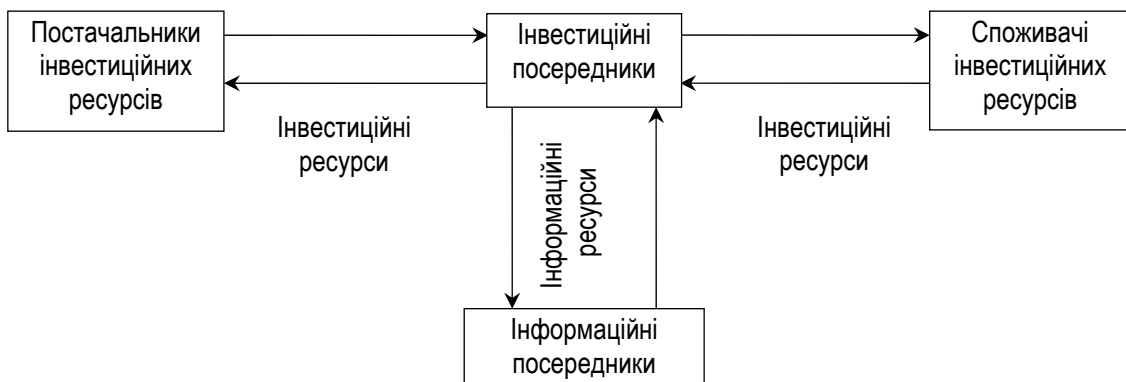 Постачальники
інвестиційних
ресурсів
Інвестиційні
посередники
Споживачі
інвестиційних
ресурсів
Інвестиційні
ресурси
Інформаційні
ресурси
Інвестиційні
ресурси
Інформаційні
посередники